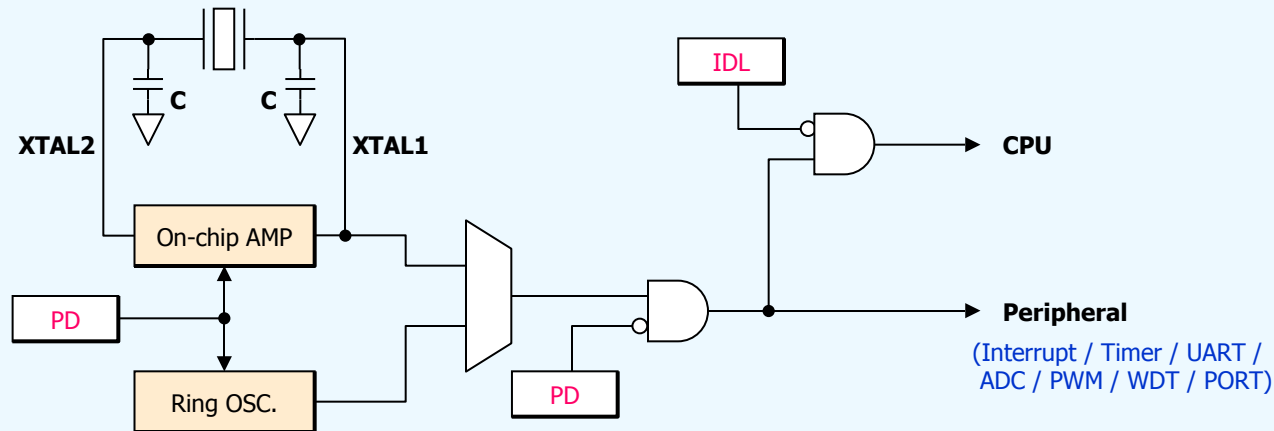 IDL
C
C
XTAL2
XTAL1
CPU
On-chip AMP
PD
Peripheral
(Interrupt / Timer / UART /
ADC / PWM / WDT / PORT)
PD
Ring OSC.